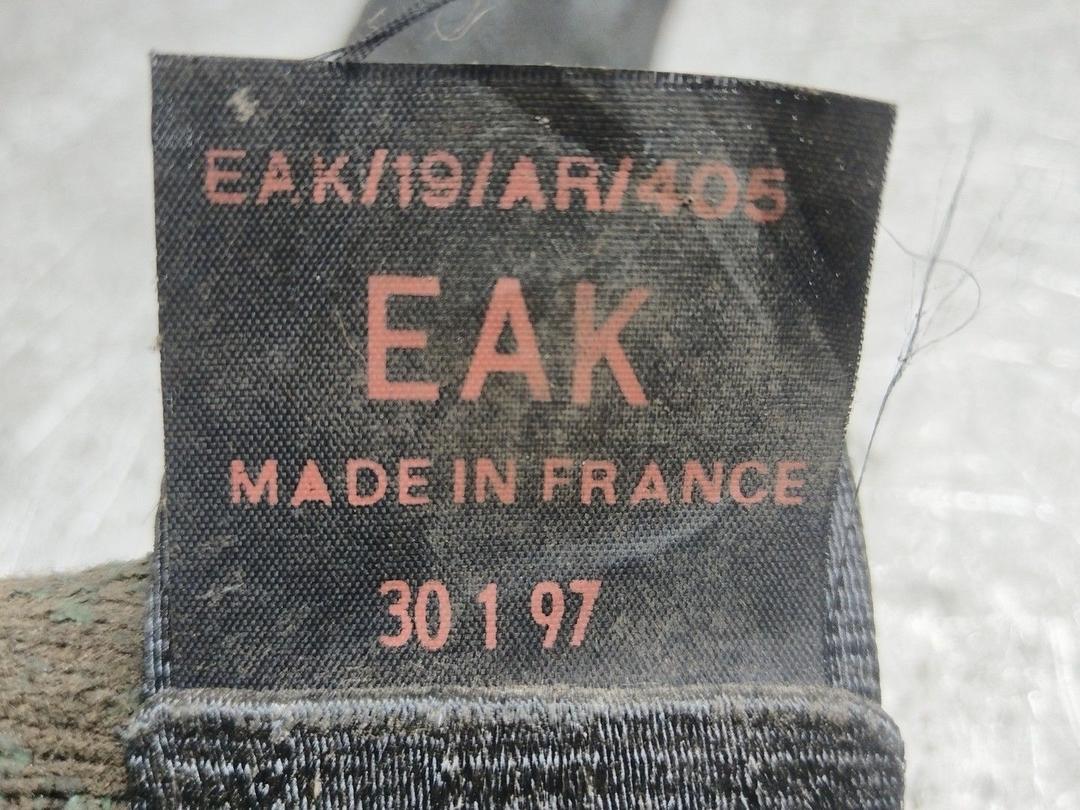 EAK/19/AR/405
EAK
MADE IN FRANCE
30 1 97